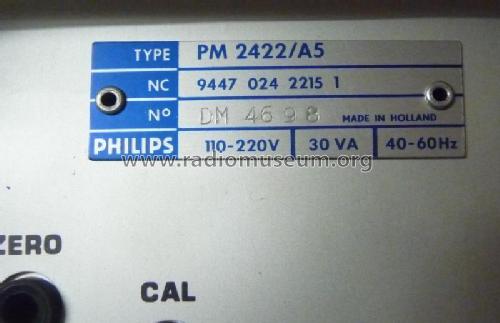 TYPE PM 2422/A5
NC 9447 024 2215 1
Nº DM 4698 MADE IN HOLLAND
PHILIPS 110-220V 30 VA 40-60Hz
www.radiomuseum.org
ZERO
CAL